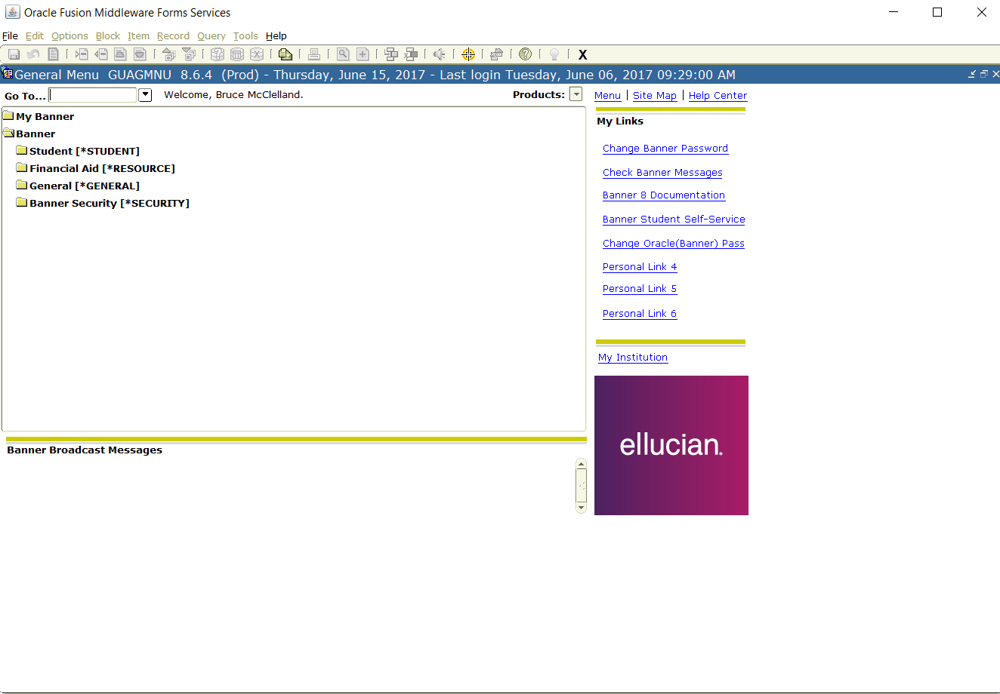 Oracle Fusion Middleware Forms Services
File Edit Options Block Item Record Query Tools Help
X
General Menu GUAGMNU 8.6.4 (Prod) - Thursday, June 15, 2017 - Last login Tuesday, June 06, 2017 09:29:00 AM
Go To... Welcome, Bruce McClelland. Products: Menu | Site Map | Help Center
My Banner
Banner
Student [*STUDENT]
Financial Aid [*RESOURCE]
General [*GENERAL]
Banner Security [*SECURITY]
My Links
Change Banner Password
Check Banner Messages
Banner 8 Documentation
Banner Student Self-Service
Change Oracle(Banner) Pass
Personal Link 4
Personal Link 5
Personal Link 6
My Institution
ellucian.
Banner Broadcast Messages